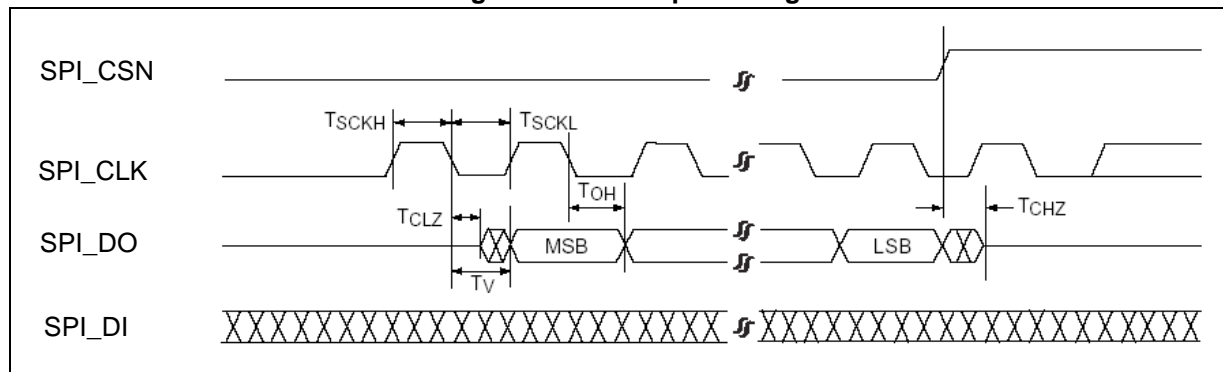 SPI_CSN
TSCKH
TSCKL
SPI_CLK
TOH
TCLZ
TCHZ
SPI_DO
MSB
LSB
TV
SPI_DI